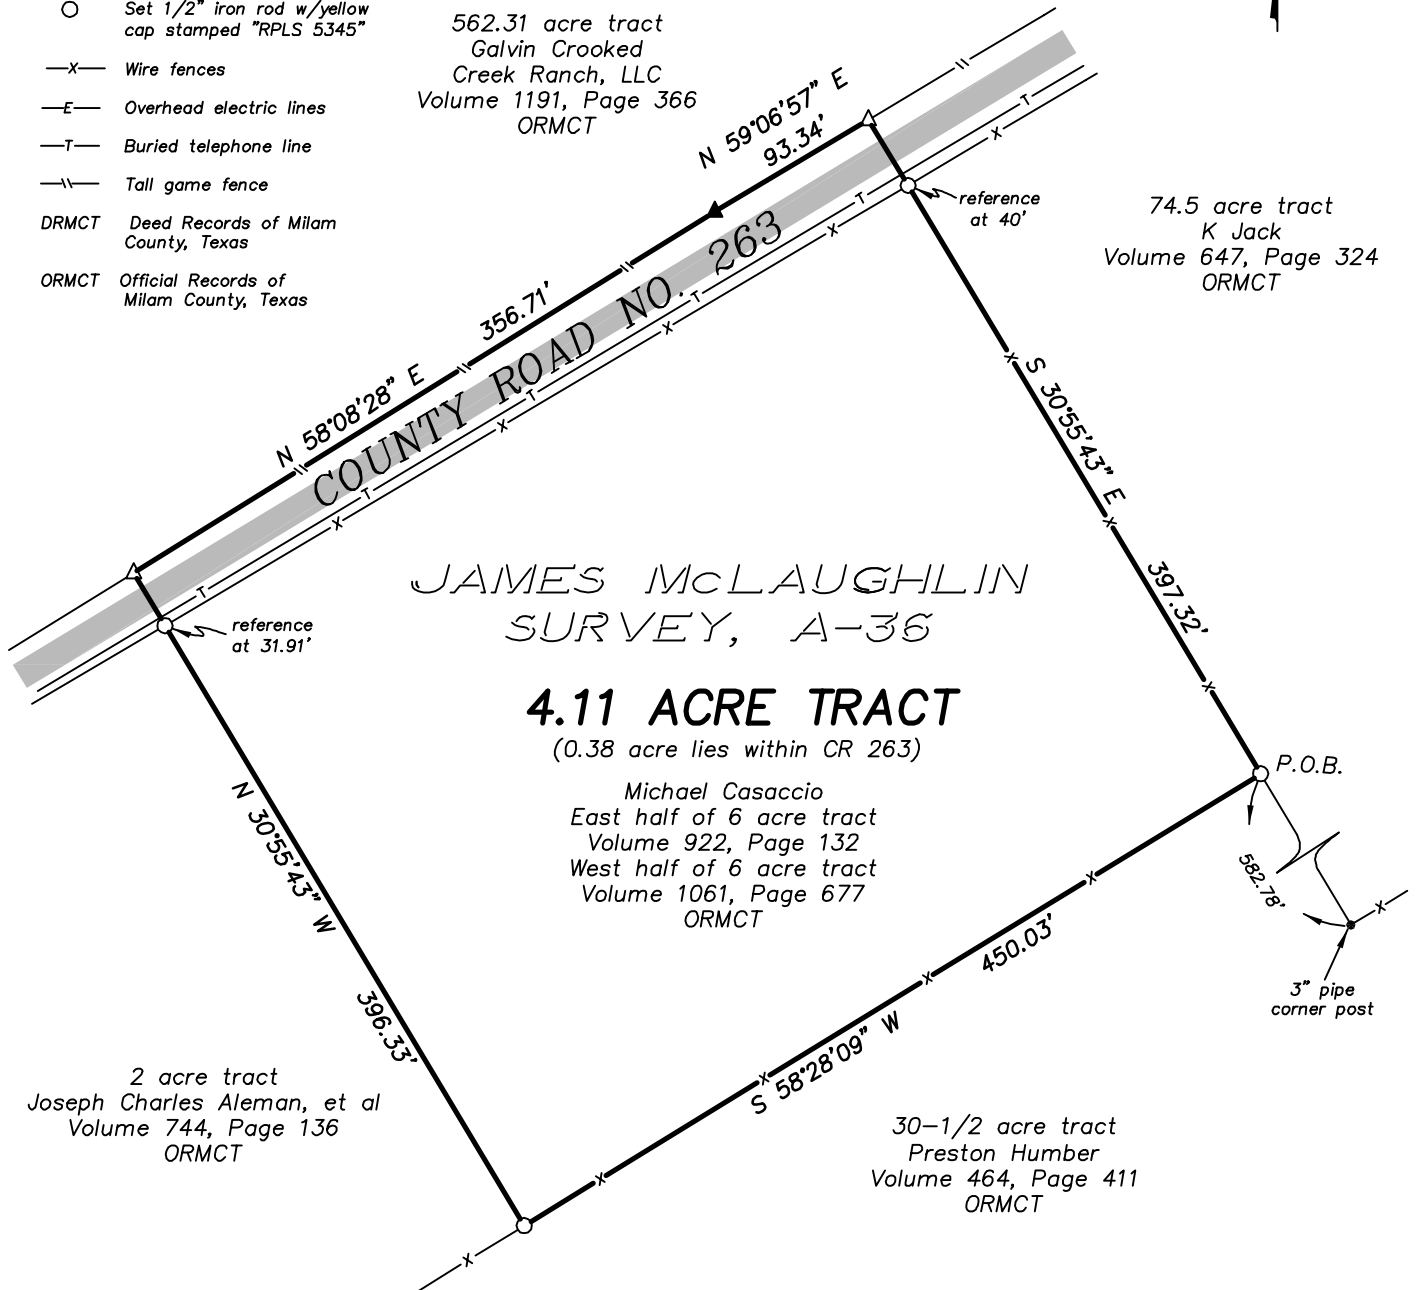 Set 1/2" iron rod w/yellow
cap stamped "RPLS 5345"
X Wire fences
E Overhead electric lines
T Buried telephone line
Tall game fence
DRMCT Deed Records of Milam
County, Texas
ORMCT Official Records of
Milam County, Texas
562.31 acre tract
Galvin Crooked
Creek Ranch, LLC
Volume 1191, Page 366
ORMCT
N 59°06'57" E
93.34'
reference
at 40'
74.5 acre tract
K Jack
Volume 647, Page 324
ORMCT
356.71'
N 58°08'28" E
COUNTY ROAD NO. 263
S 30°55'43" E
397.32'
reference
at 31.91'
JAMES McLAUGHLIN
SURVEY, A-36
4.11 ACRE TRACT
(0.38 acre lies within CR 263)
Michael Casaccio
East half of 6 acre tract
Volume 922, Page 132
West half of 6 acre tract
Volume 1061, Page 677
ORMCT
P.O.B.
582.78'
3" pipe
corner post
N 30°55'43" W
396.33'
450.03'
S 58°28'09" W
2 acre tract
Joseph Charles Aleman, et al
Volume 744, Page 136
ORMCT
30-1/2 acre tract
Preston Humber
Volume 464, Page 411
ORMCT